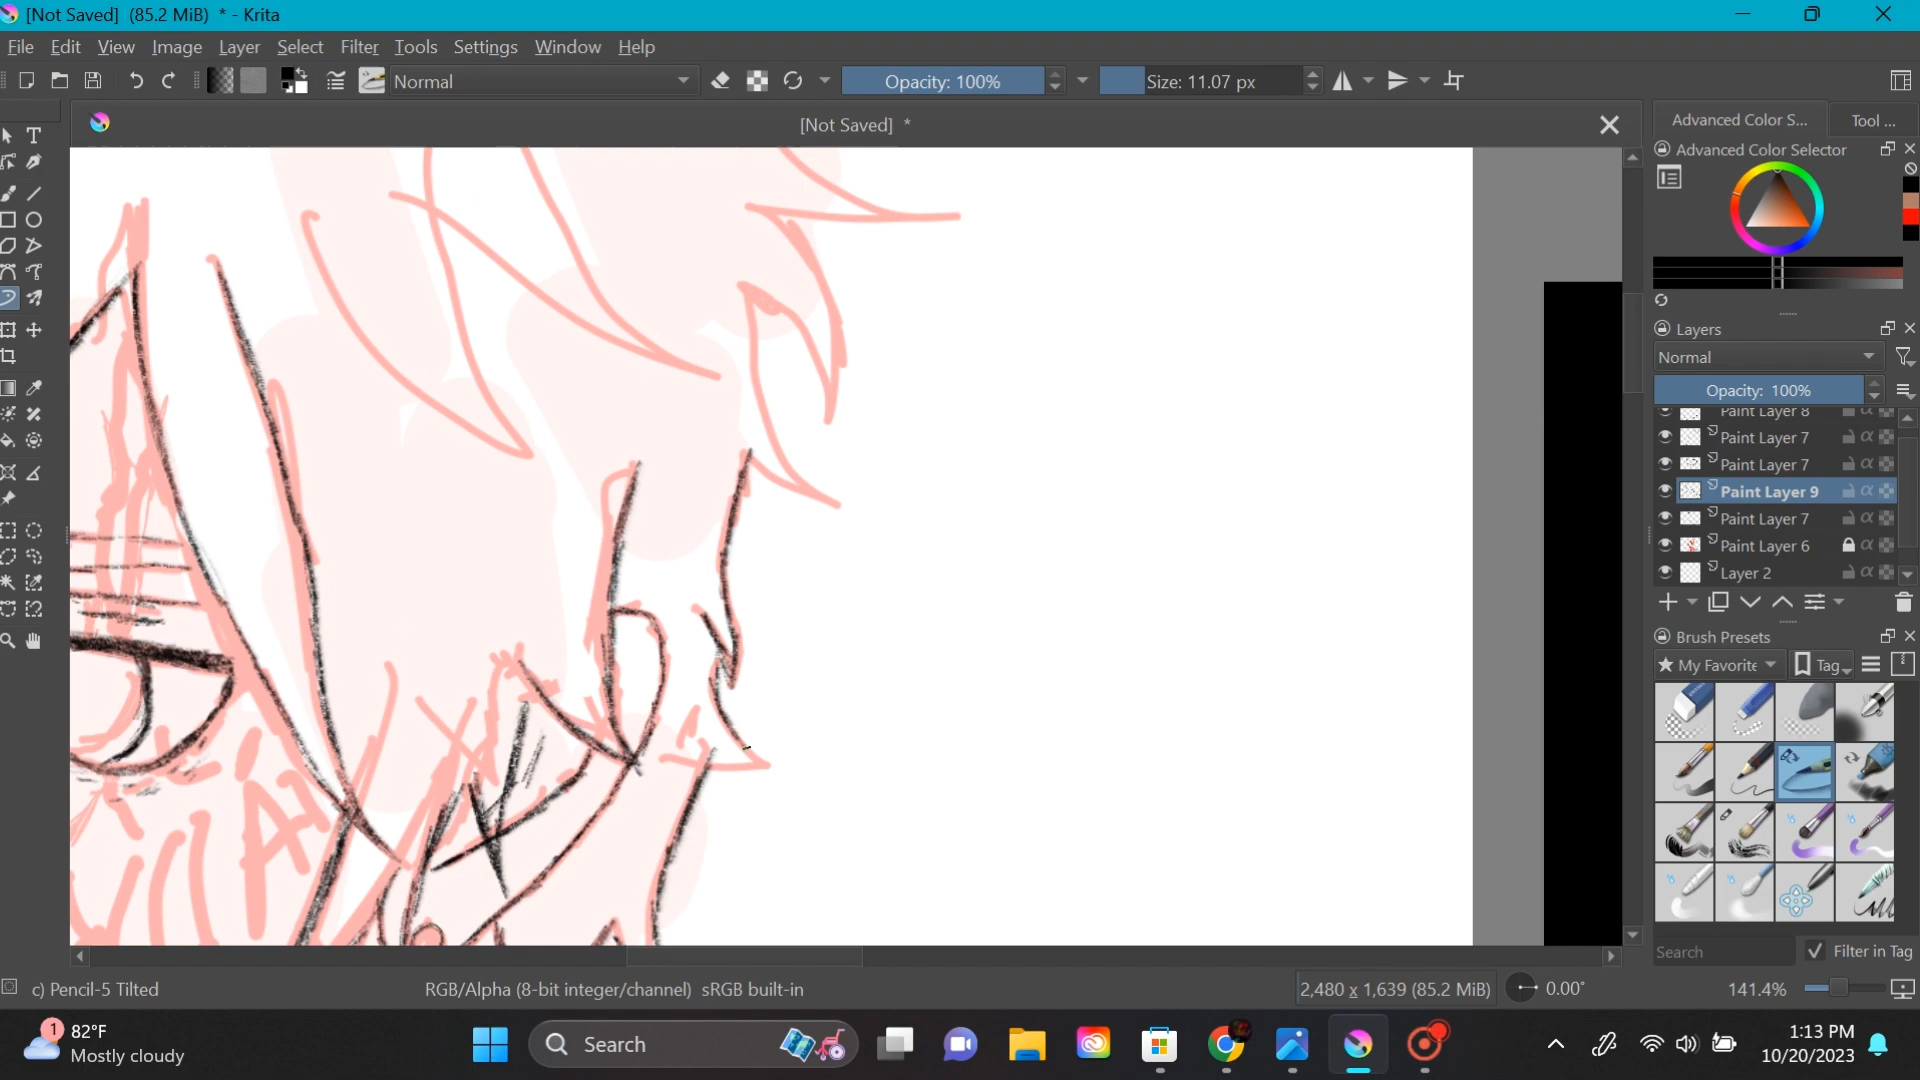 [Not Saved] (85.2 MiB) * - Krita
File Edit View Image Layer Select Filter Tools Settings Window Help
Normal
Opacity: 100%
Size: 11.07 px
[Not Saved] *
Advanced Color S...
Tool ...
Advanced Color Selector
Layers
Normal
Opacity: 100%
Paint Layer 8
Paint Layer 7
Paint Layer 7
Paint Layer 9
Paint Layer 7
Paint Layer 6
Layer 2
Brush Presets
My Favorite
Tag
Search
Filter in Tag
c) Pencil-5 Tilted
RGB/Alpha (8-bit integer/channel) sRGB built-in
2,480 x 1,639 (85.2 MiB)
0.00°
141.4%
1
82°F
Mostly cloudy
Search
1:13 PM
10/20/2023